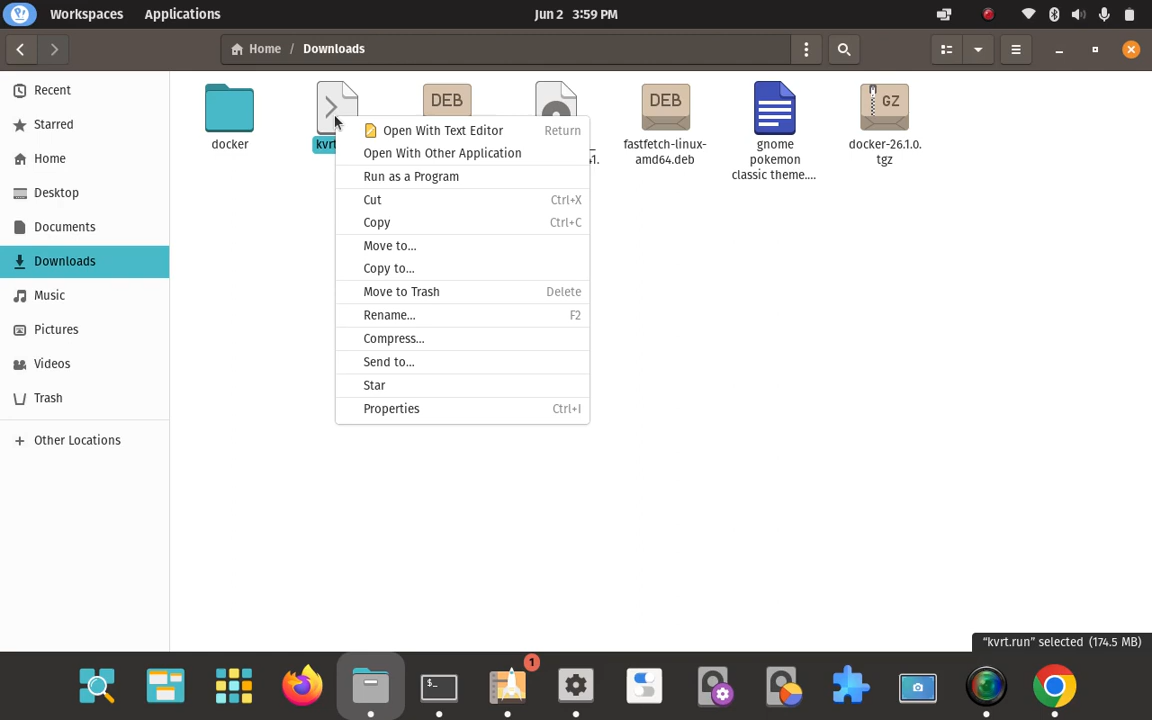 Workspaces Applications Jun 2 3:59 PM
Home / Downloads
Recent
Starred
Home
Desktop
Documents
Downloads
Music
Pictures
Videos
Trash
Other Locations
docker
DEB
DEB
fastfetch-linux-
amd64.deb
gnome
pokemon
classic theme....
GZ
docker-26.1.0.
tgz
Open With Text Editor Return
Open With Other Application
Run as a Program
Cut Ctrl+X
Copy Ctrl+C
Move to...
Copy to...
Move to Trash Delete
Rename... F2
Compress...
Send to...
Star
Properties Ctrl+I
"kvrt.run" selected (174.5 MB)
1